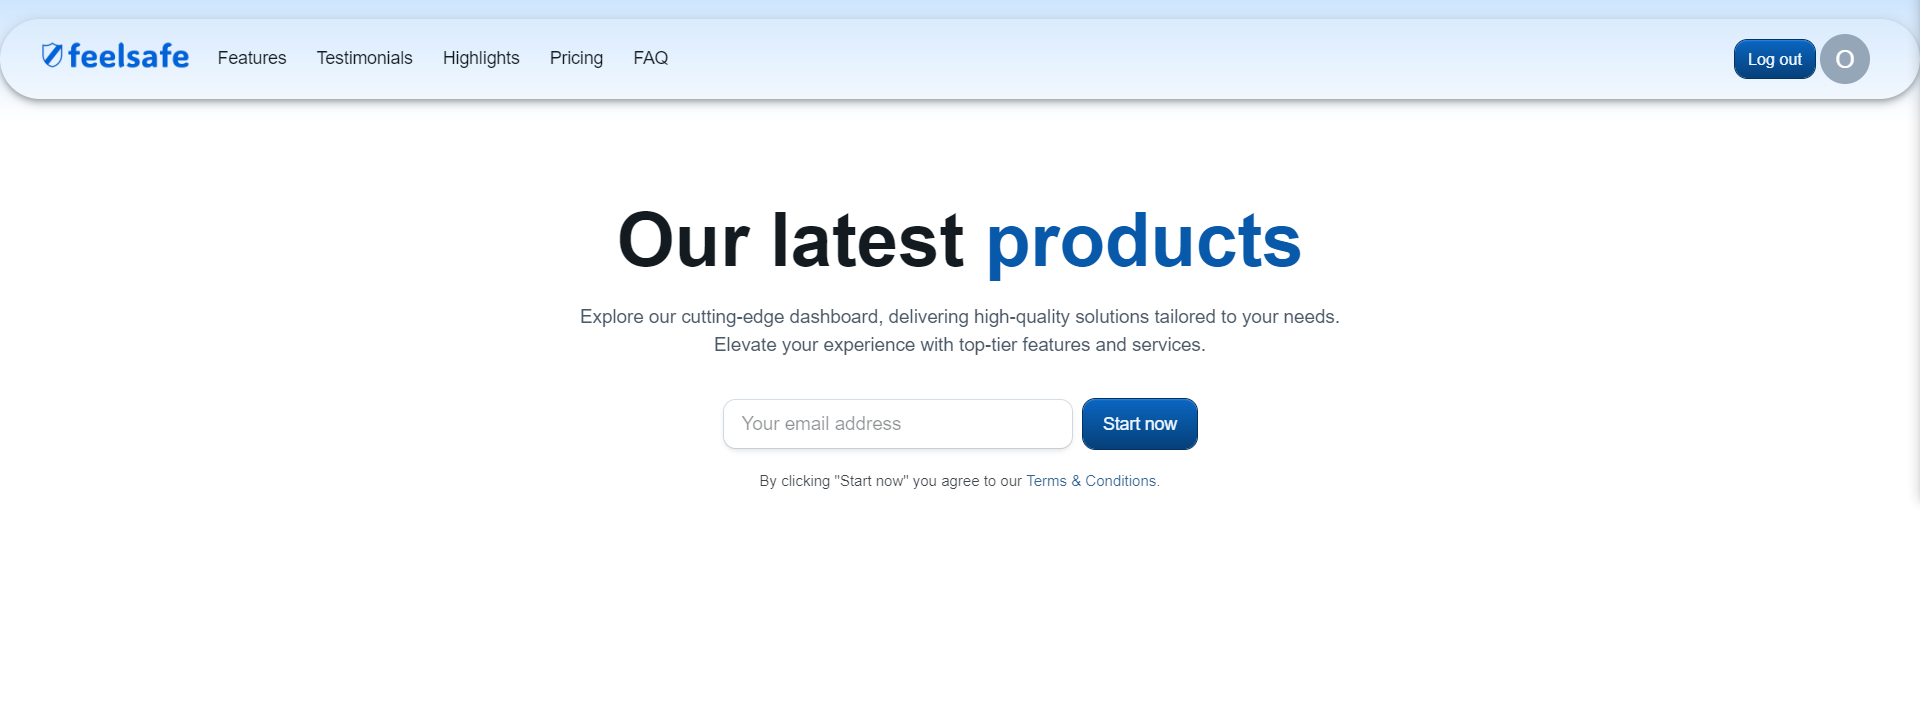 feelsafe Features Testimonials Highlights Pricing FAQ Log out O
Our latest products
Explore our cutting-edge dashboard, delivering high-quality solutions tailored to your needs.
Elevate your experience with top-tier features and services.
Your email address Start now
By clicking "Start now" you agree to our Terms & Conditions.